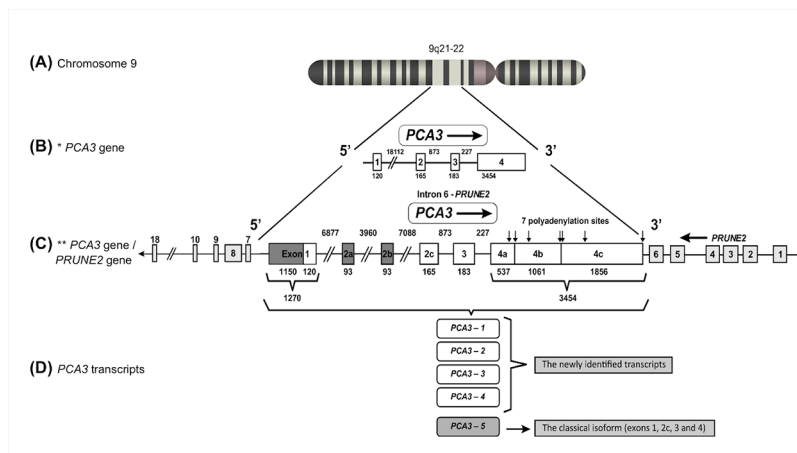 9q21-22
(A) Chromosome 9
(B) * PCA3 gene
PCA3
5’ 3’
18112 873 227
1 2 3 4
120 165 183 3454
Intron 6 - PRUNE2
PCA3
7 polyadenylation sites
5’ 3’
PRUNE2
(C) ** PCA3 gene /
PRUNE2 gene
6877 3960 7088 873 227
18 10 9 8 7 Exon 1 2a 2b 2c 3 4a 4b 4c 6 5 4 3 2 1
1150 120 93 93 165 183 537 1061 1856
1270 3454
(D) PCA3 transcripts
PCA3 – 1
PCA3 – 2
PCA3 – 3
PCA3 – 4
The newly identified transcripts
PCA3 – 5
The classical isoform (exons 1, 2c, 3 and 4)